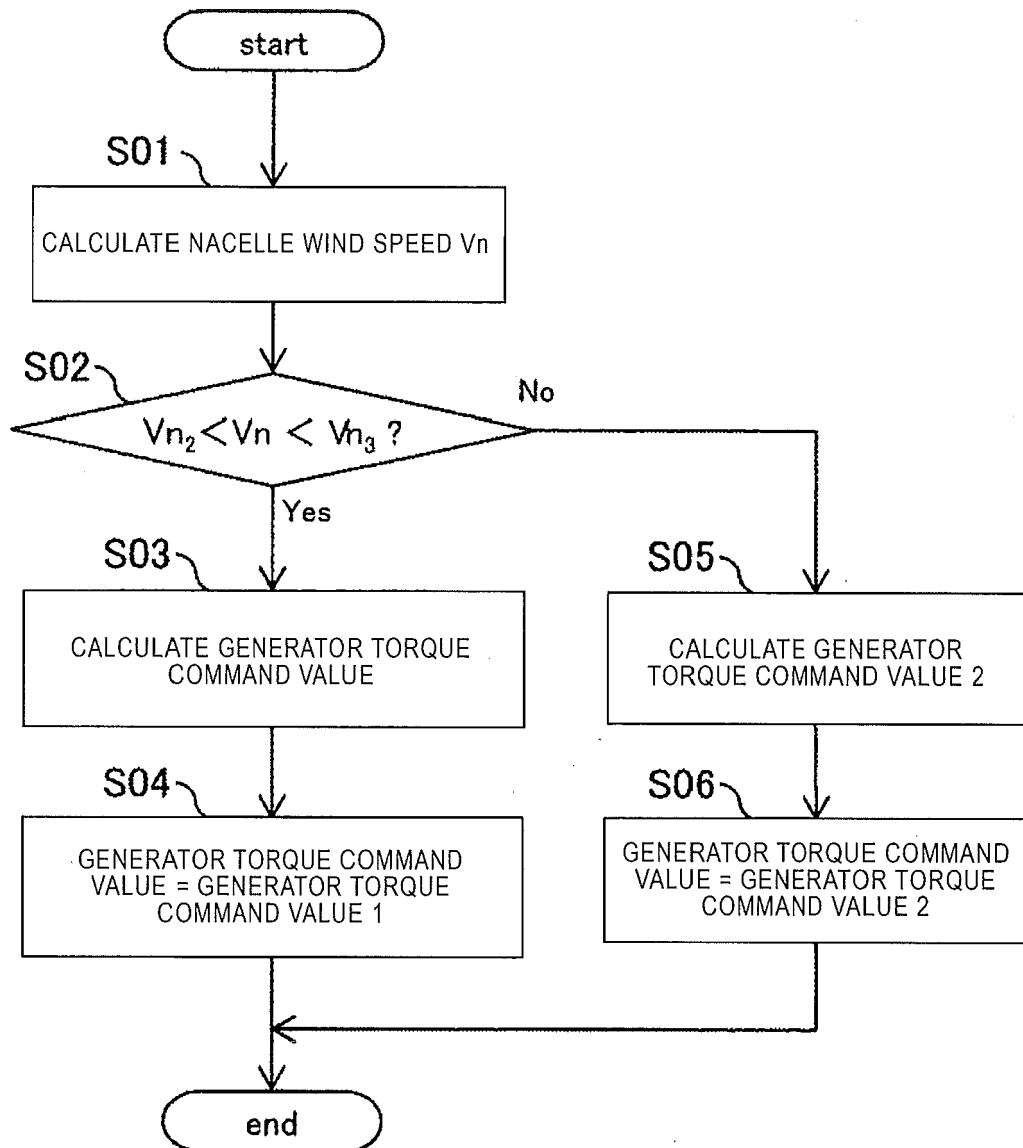 start
S01
CALCULATE NACELLE WIND SPEED Vn
S02
Vn₂<Vn < Vn₃ ?
No
Yes
S03
CALCULATE GENERATOR TORQUE
COMMAND VALUE
S05
CALCULATE GENERATOR
TORQUE COMMAND VALUE 2
S04
GENERATOR TORQUE COMMAND
VALUE = GENERATOR TORQUE
COMMAND VALUE 1
S06
GENERATOR TORQUE COMMAND
VALUE = GENERATOR TORQUE
COMMAND VALUE 2
end